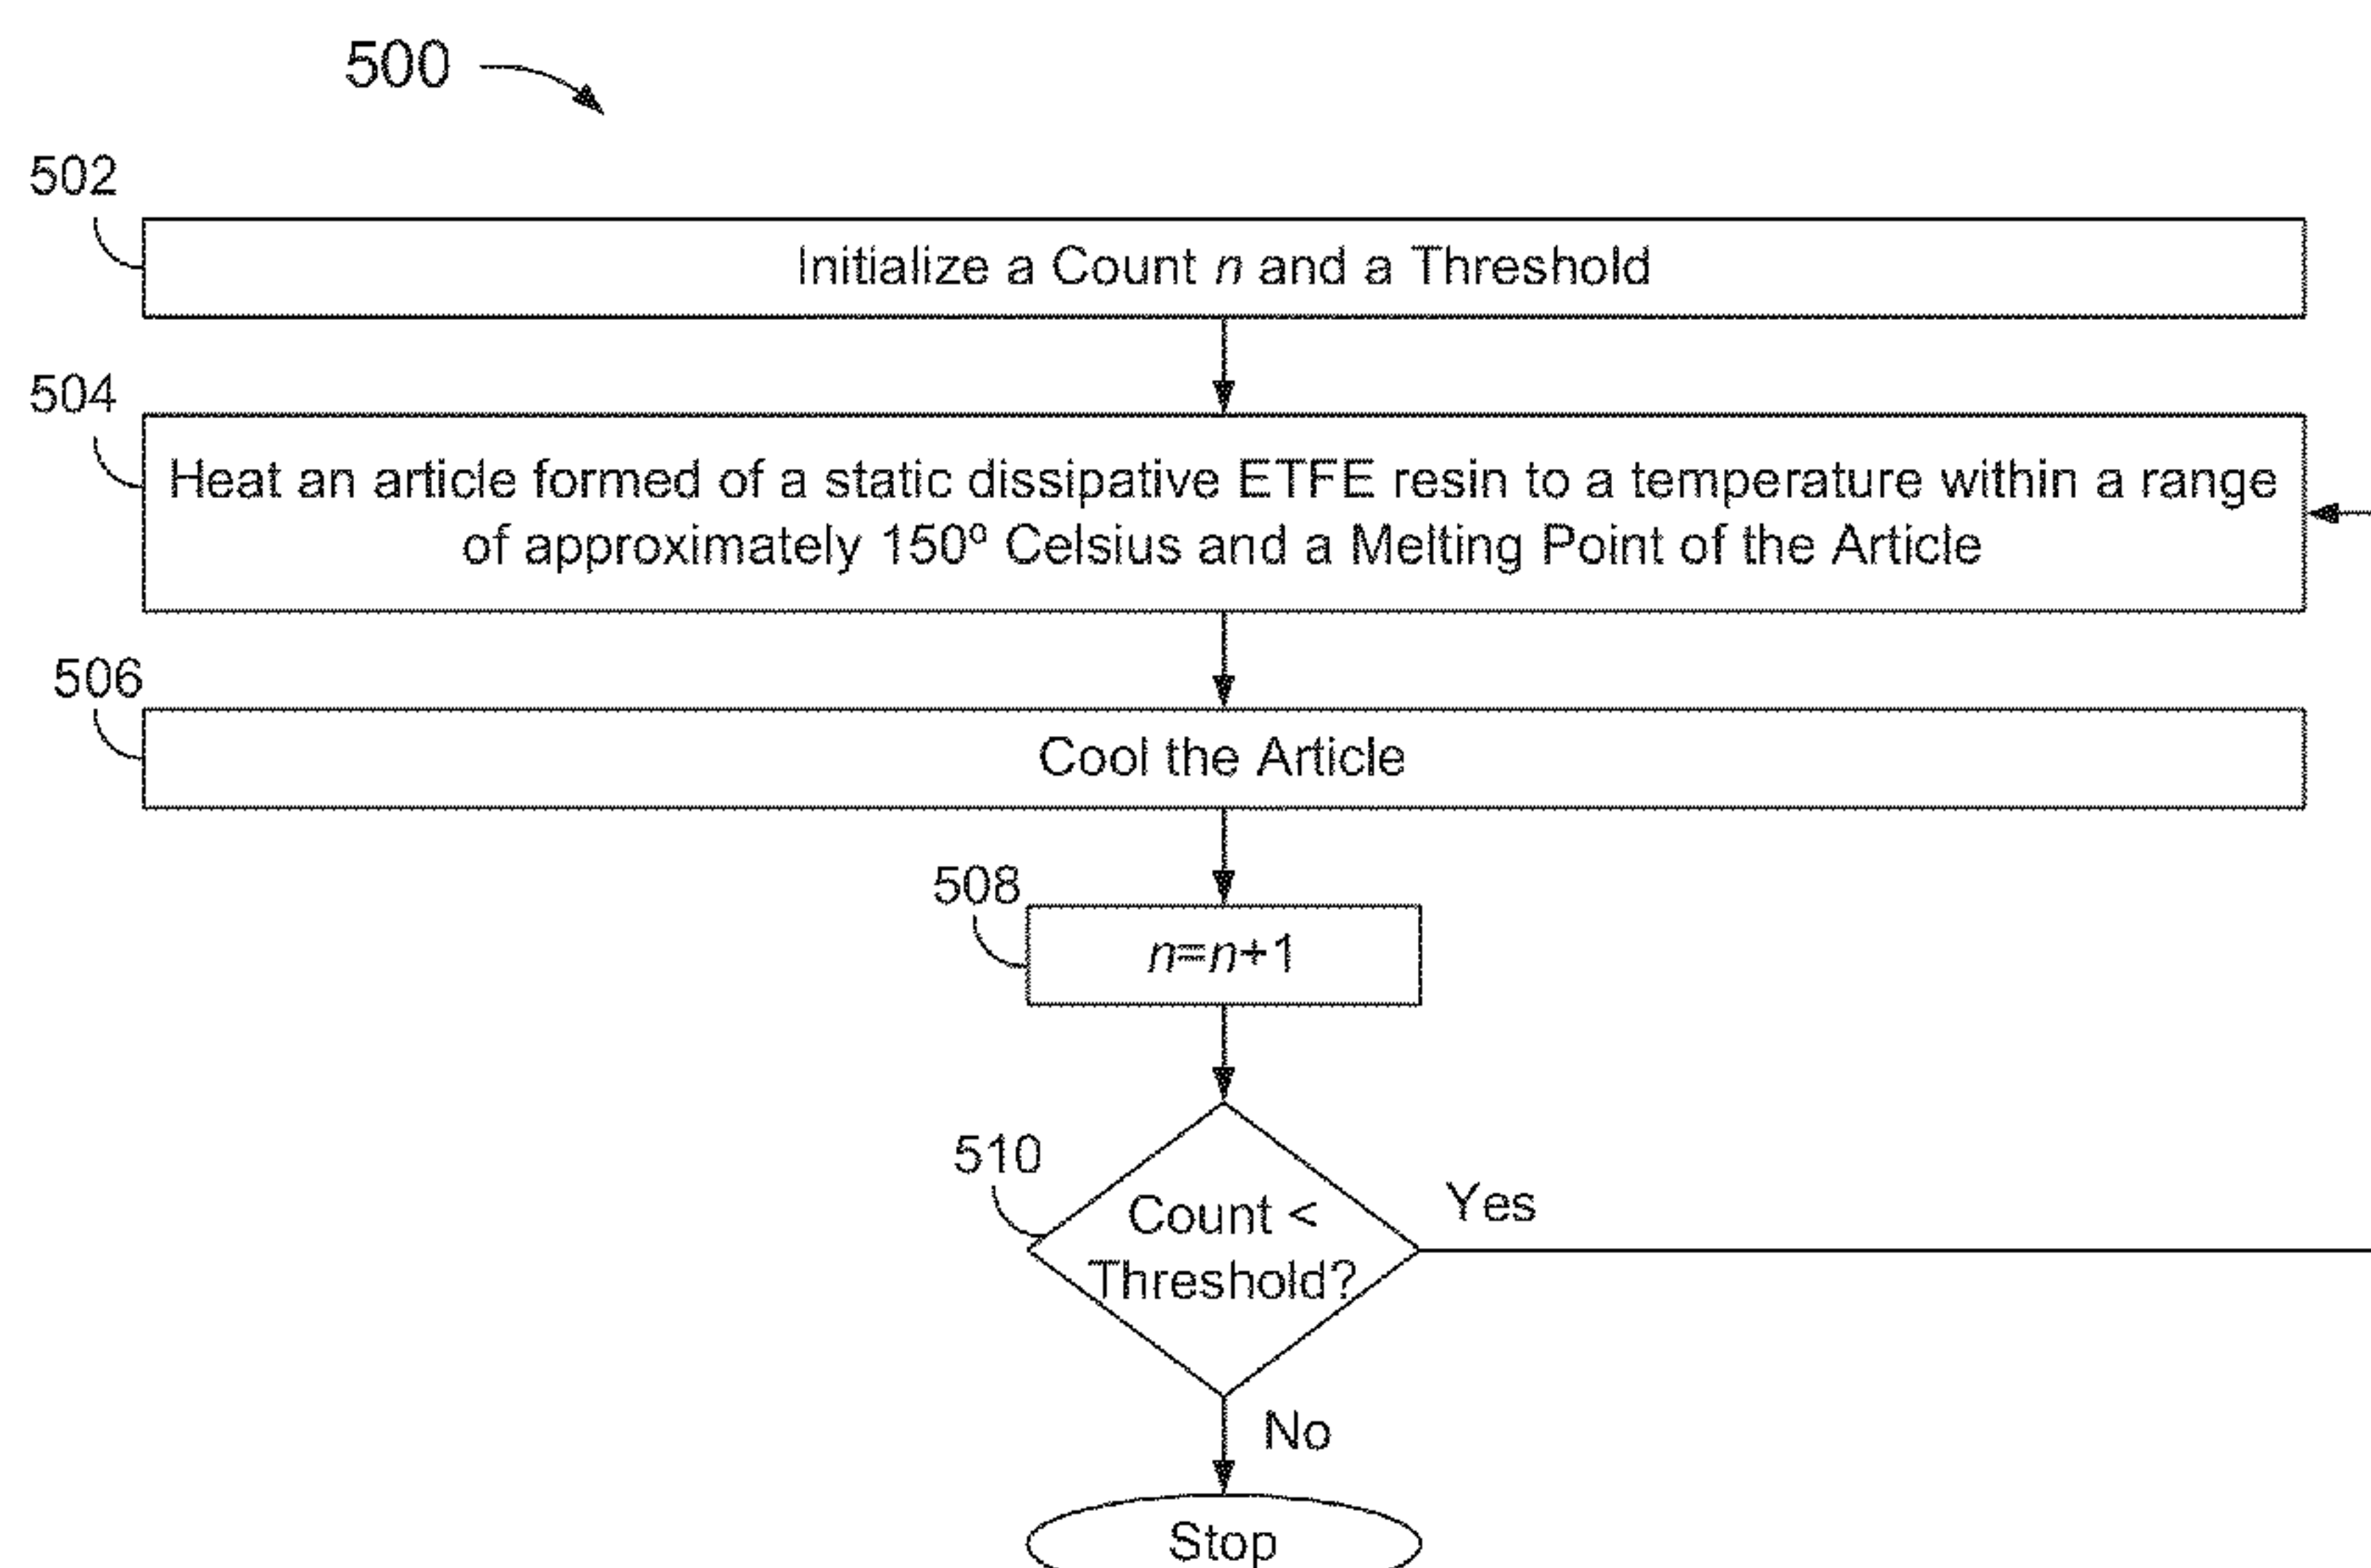 500
502
Initialize a Count n and a Threshold
504
Heat an article formed of a static dissipative ETFE resin to a temperature within a range
of approximately 150º Celsius and a Melting Point of the Article
506
Cool the Article
508
n=n+1
510
Count <
Threshold?
Yes
No
Stop